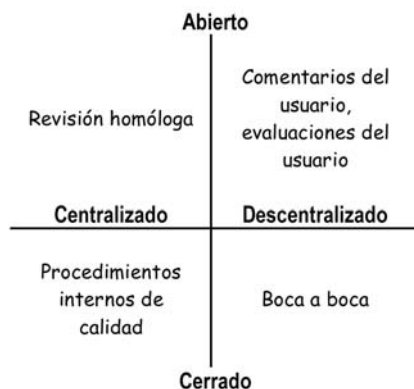 Abierto
Revisión homóloga
Comentarios del
usuario,
evaluaciones del
usuario
Centralizado
Descentralizado
Procedimientos
internos de
calidad
Boca a boca
Cerrado